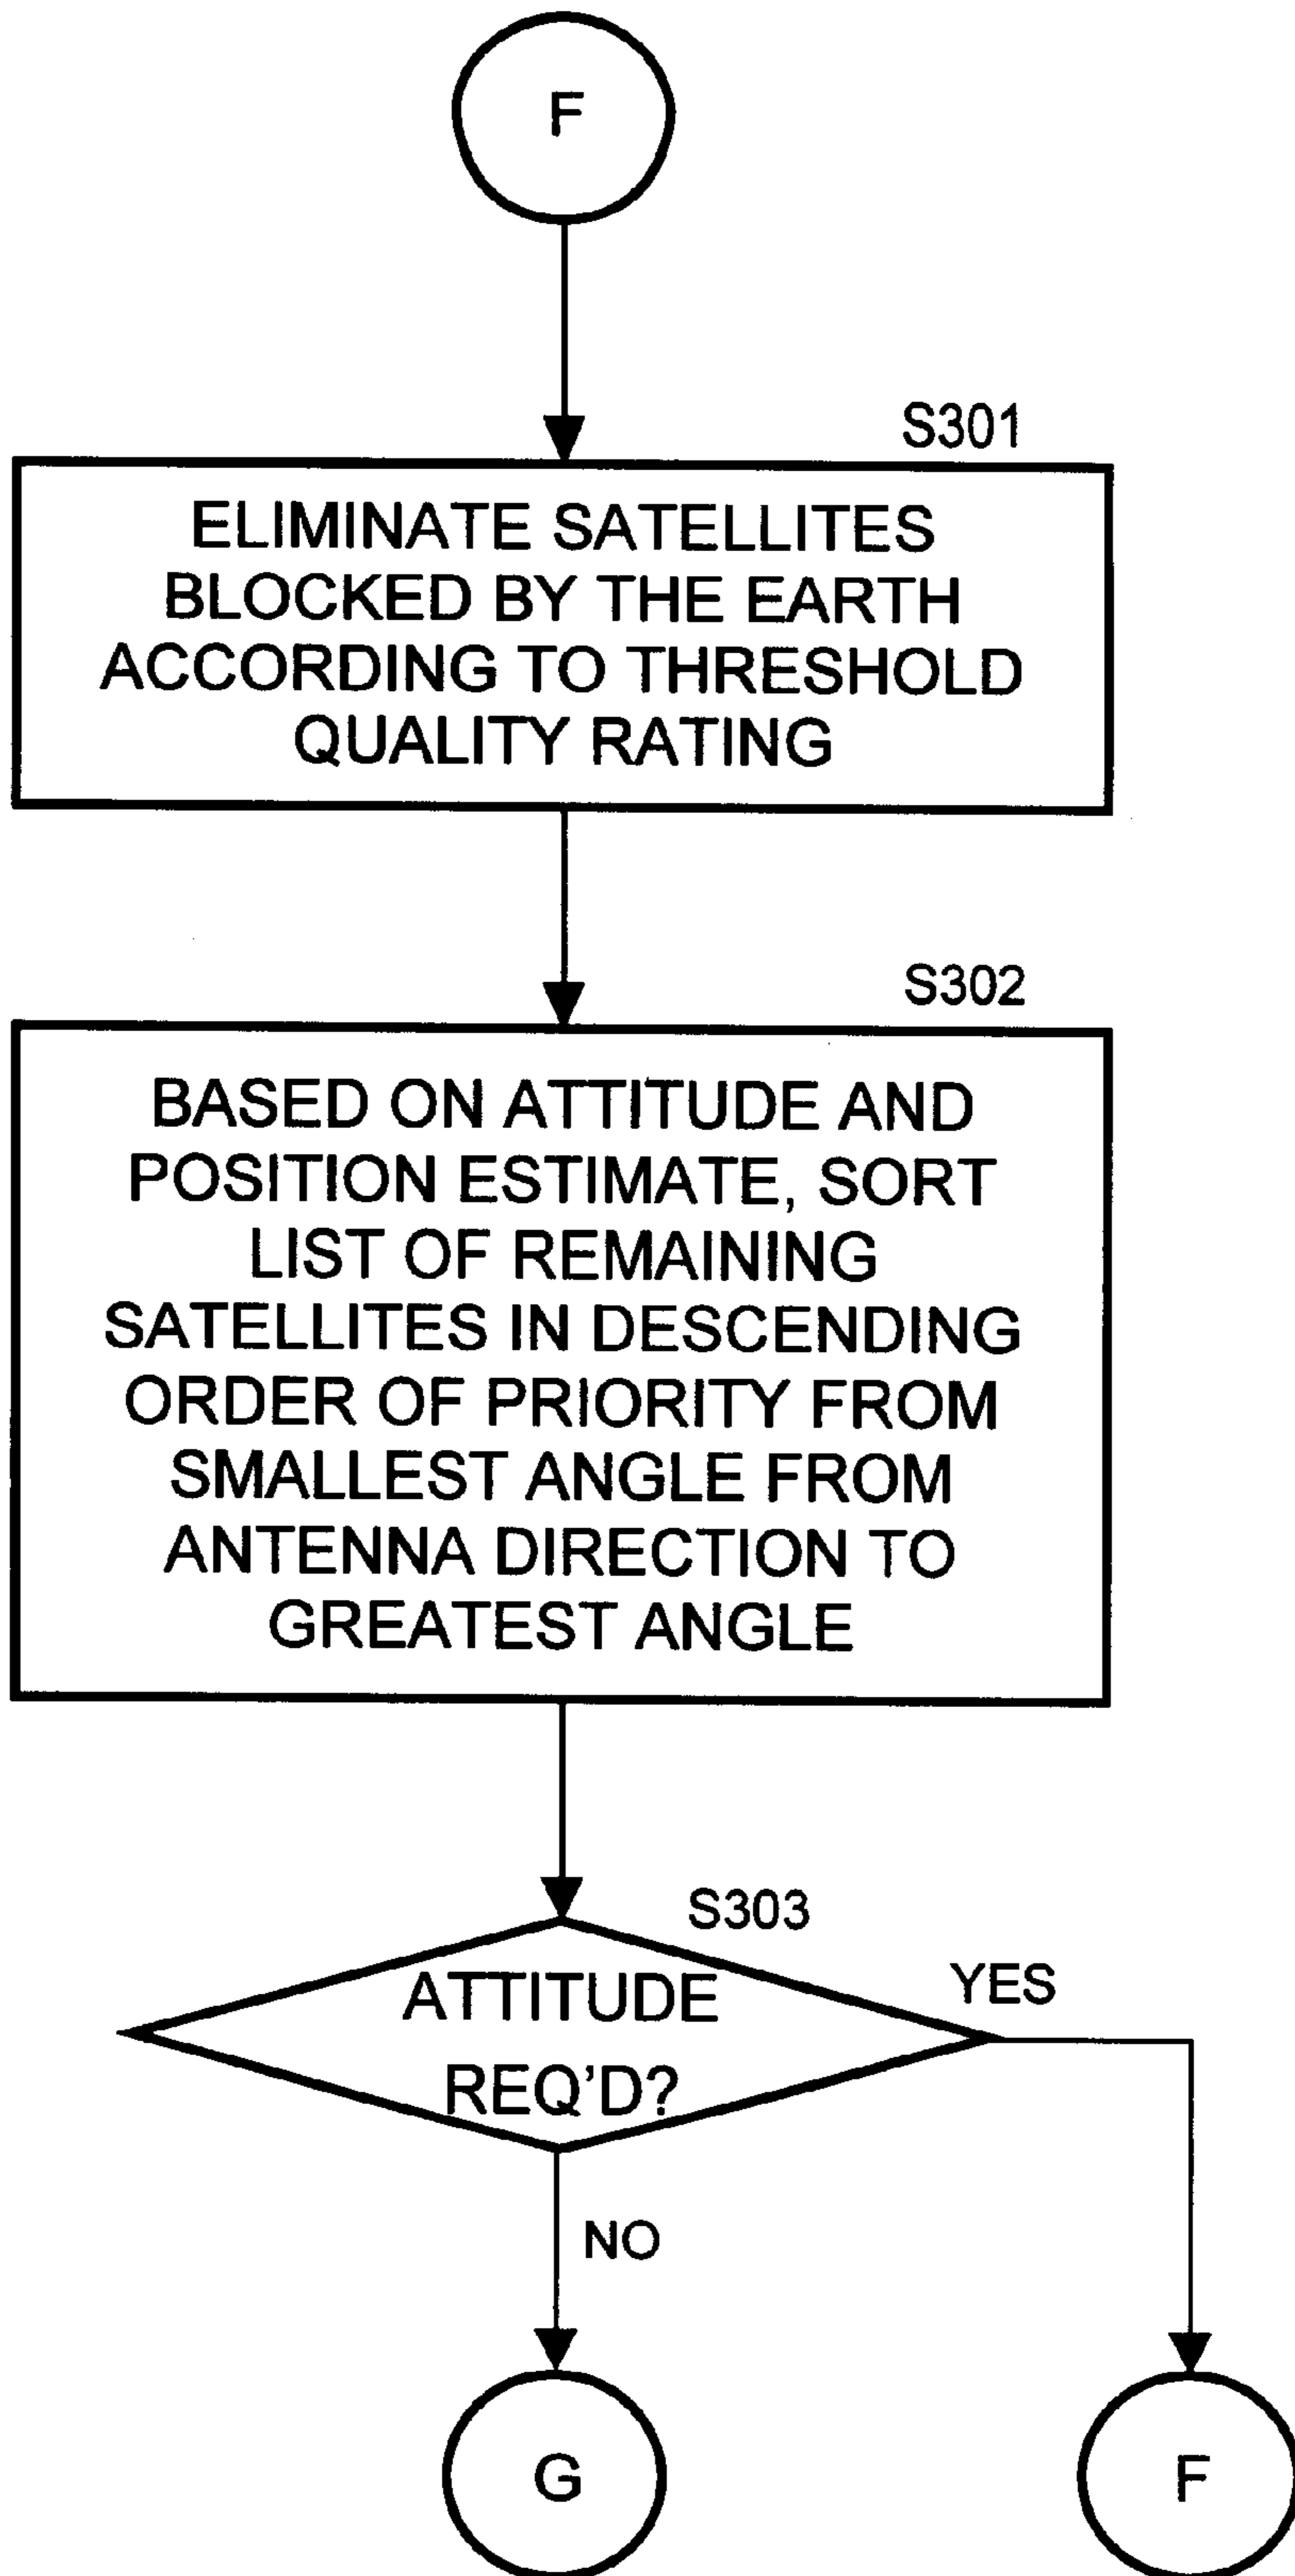 F
S301
ELIMINATE SATELLITES
BLOCKED BY THE EARTH
ACCORDING TO THRESHOLD
QUALITY RATING
S302
BASED ON ATTITUDE AND
POSITION ESTIMATE, SORT
LIST OF REMAINING
SATELLITES IN DESCENDING
ORDER OF PRIORITY FROM
SMALLEST ANGLE FROM
ANTENNA DIRECTION TO
GREATEST ANGLE
S303
ATTITUDE
REQ'D?
YES
NO
G
F